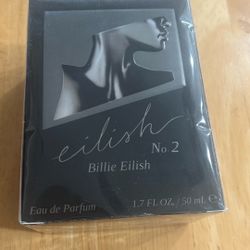 eilish
No 2
Billie Eilish
Eau de Parfum
1.7 FL OZ. / 50 mL ℮